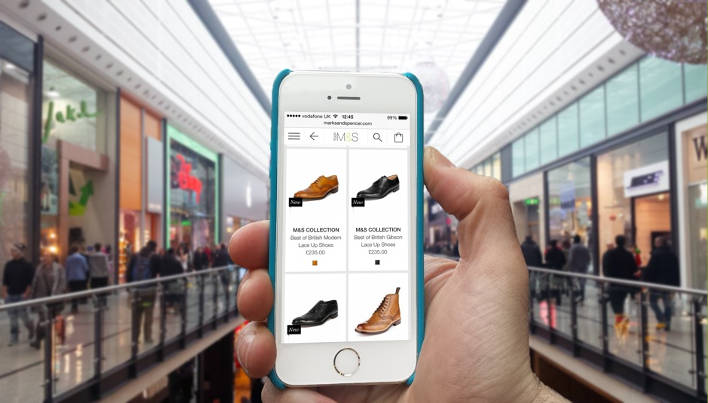 vodafone UK 12:45 99%
marksandspencer.com
M&S
New
New
M&S COLLECTION
Best of British Modern
Lace Up Shoes
£235.00
M&S COLLECTION
Best of British Gibson
Lace Up Shoes
£235.00
New